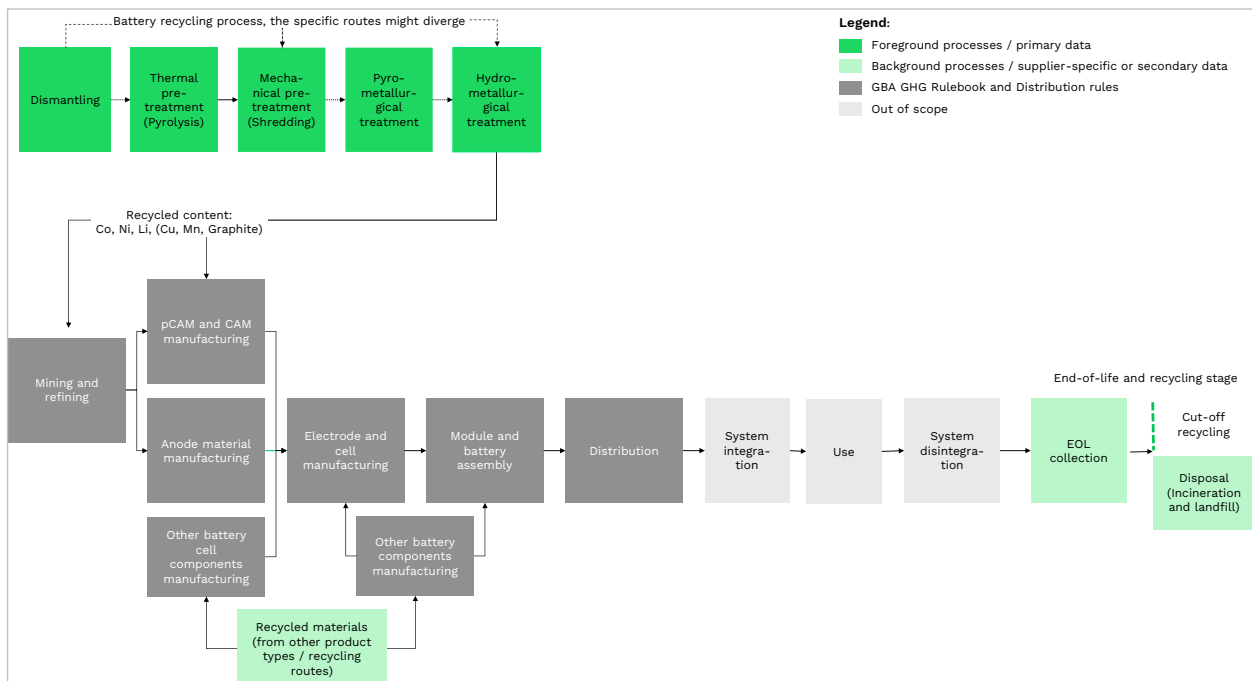 Battery recycling process, the specific routes might diverge
Legend:
Foreground processes / primary data
Background processes / supplier-specific or secondary data
GBA GHG Rulebook and Distribution rules
Out of scope
Dismantling
Thermal pre-
treatment
(Pyrolysis)
Mecha-
nical pre-
treatment
(Shredding)
Pyro-
metallur-
gical
treatment
Hydro-
metallur-
gical
treatment
Recycled content:
Co, Ni, Li, (Cu, Mn, Graphite)
pCAM and CAM
manufacturing
Mining and
refining
Anode material
manufacturing
Other battery
cell
components
manufacturing
Electrode and
cell
manufacturing
Module and
battery
assembly
Other battery
components
manufacturing
Distribution
System
integration
Use
System
disintegra-
tion
End-of-life and recycling stage
EOL
collection
Cut-off
recycling
Disposal
(Incineration
and landfill)
Recycled materials
(from other product
types / recycling
routes)